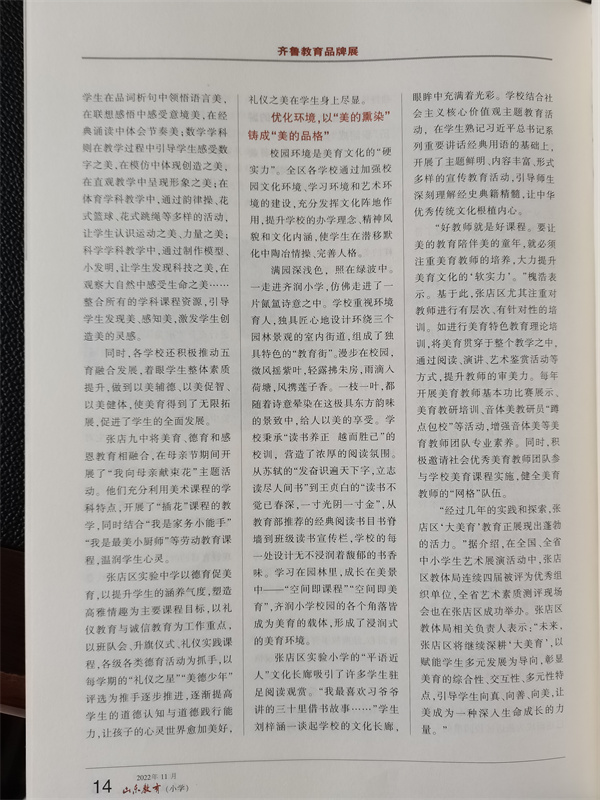 齐鲁教育品牌展
学生在品词析句中领悟语言美，
在联想感悟中感受意境美，在经
典诵读中体会节奏美；数学学科
则在教学过程中引导学生感受数
字之美，在模仿中体现创造之美，
在直观教学中呈现形象之美；在
体育学科教学中，通过韵律操、花
式篮球、花式跳绳等多样的活动，
让学生认识运动之美、力量之美；
科学学科教学中，通过制作模型、
小发明，让学生发现科技之美，在
观察大自然中感受生命之美……
整合所有的学科课程资源，引导
学生发现美、感知美，激发学生创
造美的灵感。
同时，各学校还积极推动五
育融合发展，着眼学生整体素质
提升，做到以美辅德、以美促智、
以美健体，使美育得到了无限拓
展，促进了学生的全面发展。
张店九中将美育、德育和感
恩教育相融合，在母亲节期间开
展了“我向母亲献束花”主题活
动。他们充分利用美术课程的学
科特点，开展了“插花”课程的教
学，同时结合“我是家务小能手”
“我是最美小厨师”等劳动教育课
程，温润学生心灵。
张店区实验中学以德育促美
育，以提升学生的涵养气度，塑造
高雅情趣为主要课程目标，以礼
仪教育与诚信教育为工作重点，
以班队会、升旗仪式、礼仪实践课
程，各级各类德育活动为抓手，以
每学期的“礼仪之星”“美德少年”
评选为推手逐步推进，逐渐提高
学生的道德认知与道德践行能
力，让孩子的心灵世界愈加美好，
礼仪之美在学生身上尽显。
优化环境，以“美的熏染”
铸成“美的品格”
校园环境是美育文化的“硬
实力”。全区各学校通过加强校
园文化环境、学习环境和艺术环
境的建设，充分发挥文化阵地作
用，提升学校的办学理念、精神风
貌和文化内涵，使学生在潜移默
化中陶冶情操、完善人格。
满园深浅色，照在绿波中。
一走进齐润小学，仿佛走进了一
片氤氲诗意之中。学校重视环境
育人，独具匠心地设计环绕三个
园林景观的室内街道，组成了独
具特色的“教育街”。漫步在校园，
微风摇紫叶，轻露拂朱房，雨滴人
荷塘，风携莲子香。一枝一叶，都
随着诗意晕染在这极具东方韵味
的景致中，给人以美的享受。学
校秉承“读书养正　越而胜己”的
校训，营造了浓厚的阅读氛围。
从苏轼的“发奋识遍天下字，立志
读尽人间书”到王贞白的“读书不
觉已春深，一寸光阴一寸金”，从
教育部推荐的经典阅读书目书脊
墙到班级读书宣传栏，学校的每
一处设计无不浸润着馥郁的书香
味。学习在园林里，成长在美景
中——“空间即课程”“空间即美
育”，齐润小学校园的各个角落皆
成为美育的载体，形成了浸润式
的美育环境。
张店区实验小学的“平语近
人”文化长廊吸引了许多学生驻
足阅读观赏。“我最喜欢习爷爷
讲的三十里借书故事……”学生
刘梓涵一谈起学校的文化长廊，
眼眸中充满着光彩。学校结合社
会主义核心价值观主题教育活
动，在学生熟记习近平总书记系
列重要讲话经典用语的基础上，
开展了主题鲜明、内容丰富、形式
多样的宣传教育活动，引导师生
深刻理解经史典籍精髓，让中华
优秀传统文化根植内心。
“好教师就是好课程。要让
美的教育陪伴美的童年，就必须
注重美育教师的培养，大力提升
美育文化的‘软实力’。”槐浩表
示。基于此，张店区尤其注重对
教师进行有层次、有针对性的培
训。如进行美育特色教育理论培
训，将美育贯穿于整个教学之中，
通过阅读、演讲、艺术鉴赏活动等
方式，提升教师的审美力。每年
开展美育教师基本功比赛展示、
美育教研培训、音体美教研员“蹲
点包校”等活动，增强音体美等美
育教师团队专业素养。同时，积
极邀请社会优秀美育教师团队参
与学校美育课程实施，健全美育
教师的“网格”队伍。
“经过几年的实践和探索，张
店区‘大美育’教育正展现出蓬勃
的活力。”据介绍，在全国、全省
中小学生艺术展演活动中，张店
区教体局连续四届被评为优秀组
织单位，全省艺术素质测评现场
会也在张店区成功举办。张店区
教体局相关负责人表示：“未来，
张店区将继续深耕‘大美育’，以
赋能学生多元发展为导向，彰显
美育的综合性、交互性、多元性特
点，引导学生向真、向善、向美，让
美成为一种深入生命成长的力
量。”
14
2022年11月
山东教育（小学）